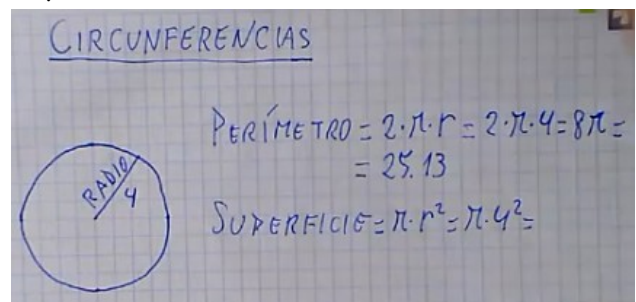 CIRCUNFERENCIAS
PERÍMETRO = 2·π·r = 2·π·4 = 8π =
= 25.13
RADIO
4
SUPERFICIE = π·r² = π·4² =